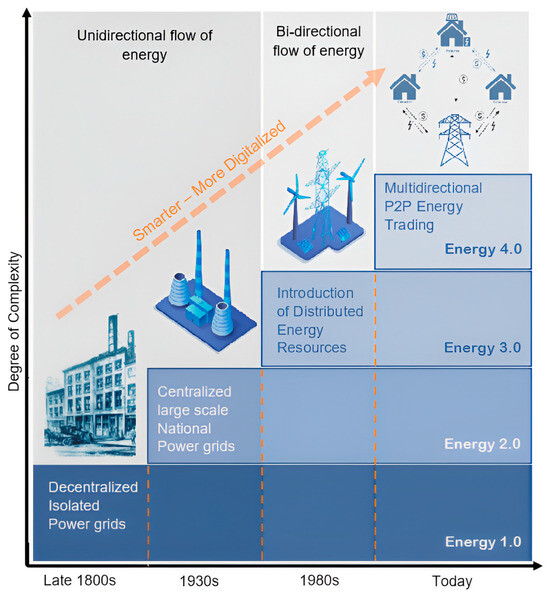 Unidirectional flow of
energy
Bi-directional
flow of energy
Smarter – More Digitalized
Degree of Complexity
Multidirectional
P2P Energy
Trading
Energy 4.0
Introduction
of Distributed
Energy
Resources
Energy 3.0
Centralized
large scale
National
Power grids
Energy 2.0
Decentralized
Isolated
Power grids
Energy 1.0
Late 1800s
1930s
1980s
Today